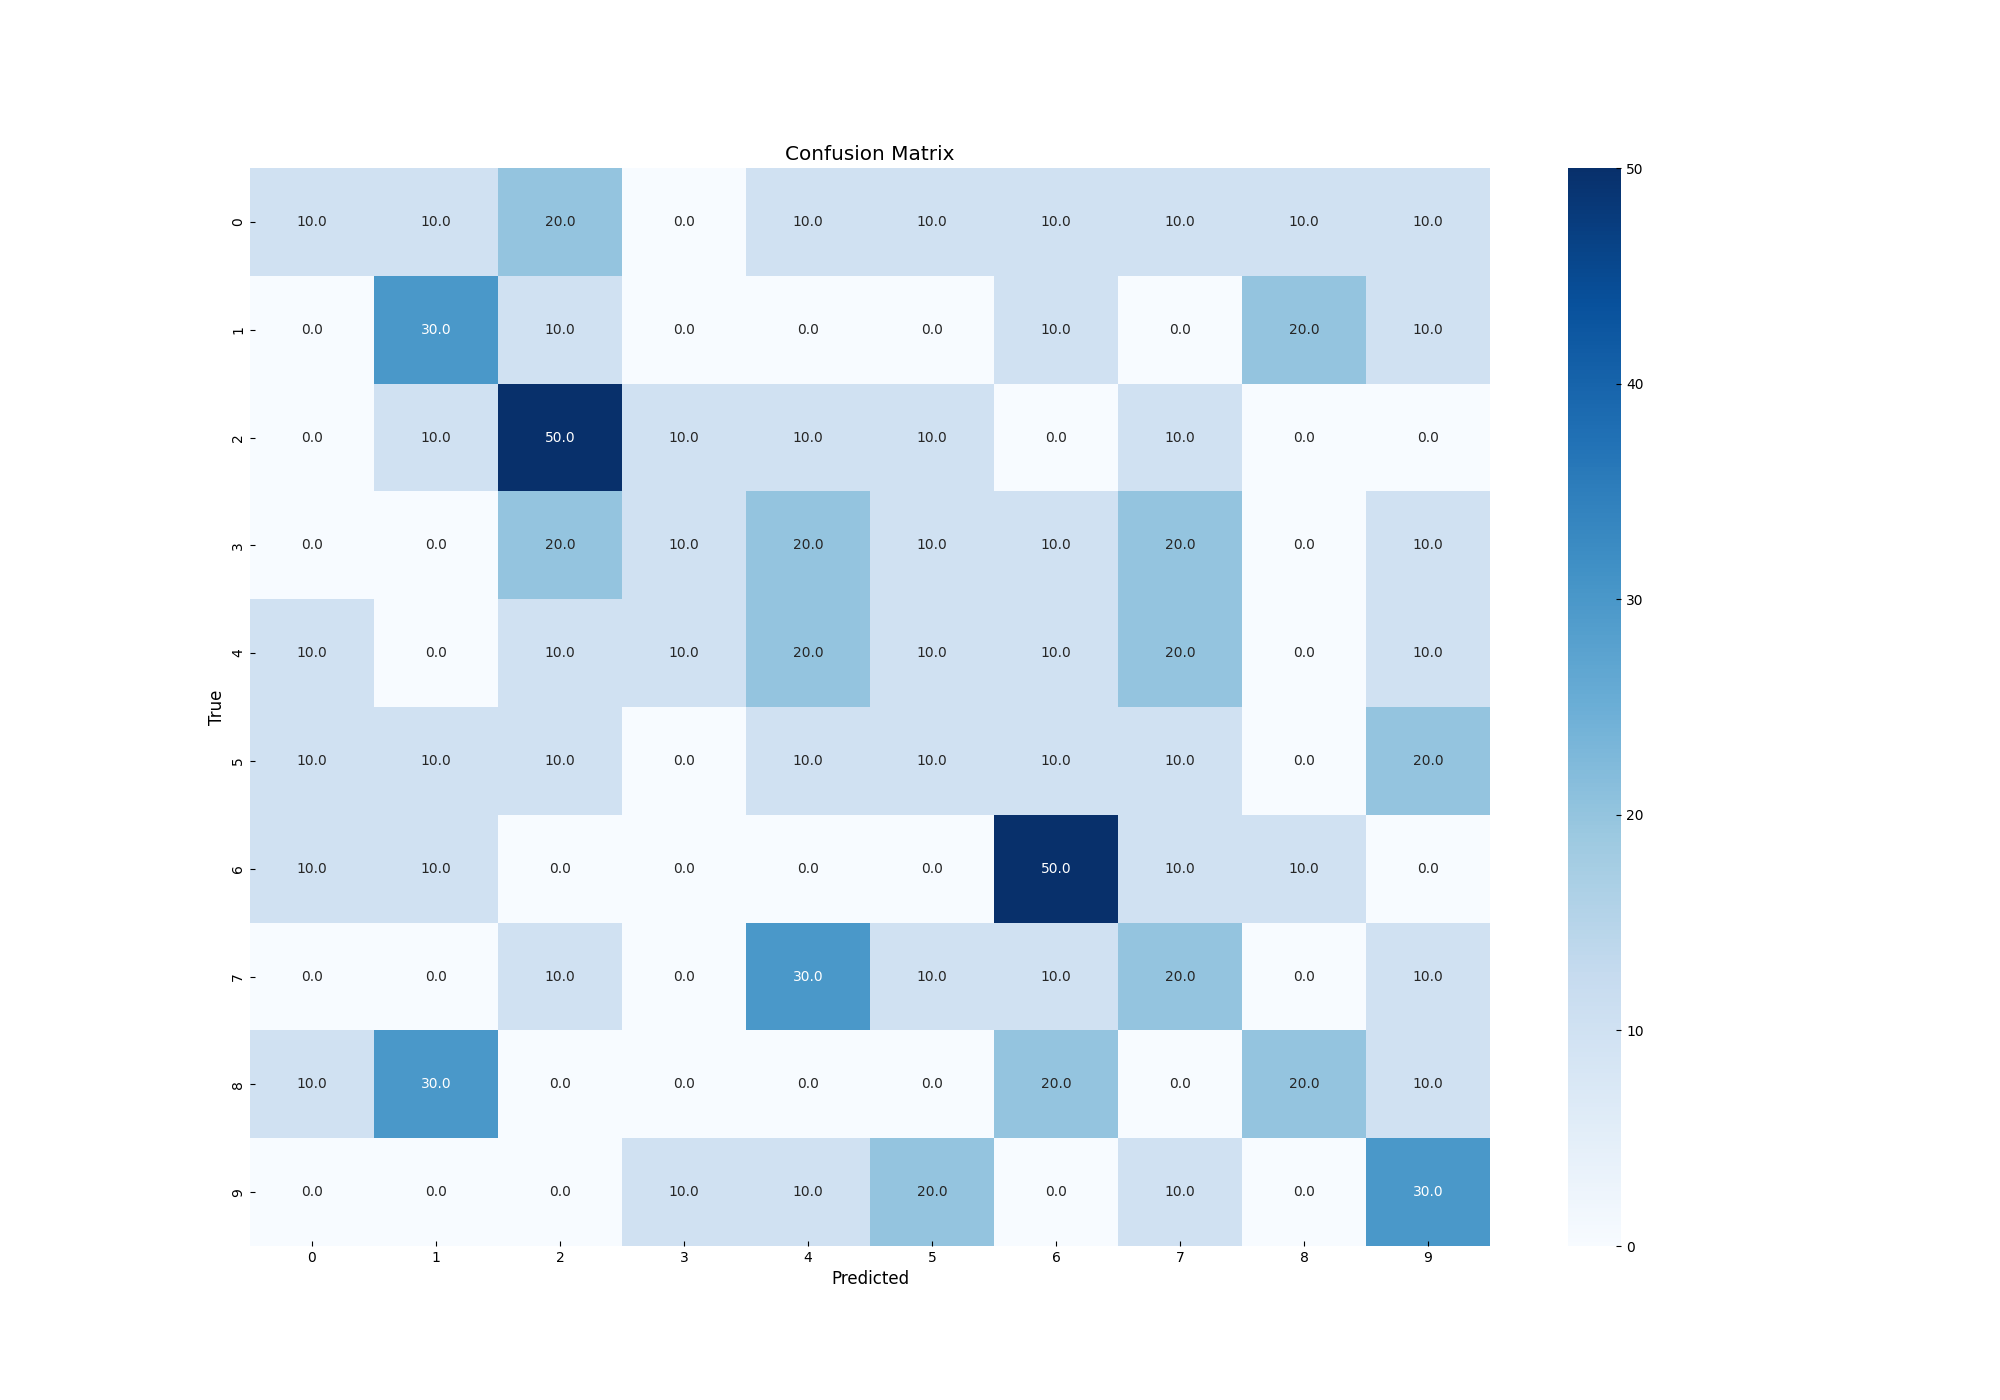 Confusion Matrix
0 10.0 10.0 20.0 0.0 10.0 10.0 10.0 10.0 10.0 10.0
1 0.0 30.0 10.0 0.0 0.0 0.0 10.0 0.0 20.0 10.0
2 0.0 10.0 50.0 10.0 10.0 10.0 0.0 10.0 0.0 0.0
3 0.0 0.0 20.0 10.0 20.0 10.0 10.0 20.0 0.0 10.0
4 10.0 0.0 10.0 10.0 20.0 10.0 10.0 20.0 0.0 10.0
True
5 10.0 10.0 10.0 0.0 10.0 10.0 10.0 10.0 0.0 20.0
6 10.0 10.0 0.0 0.0 0.0 0.0 50.0 10.0 10.0 0.0
7 0.0 0.0 10.0 0.0 30.0 10.0 10.0 20.0 0.0 10.0
8 10.0 30.0 0.0 0.0 0.0 0.0 20.0 0.0 20.0 10.0
9 0.0 0.0 0.0 10.0 10.0 20.0 0.0 10.0 0.0 30.0
0 1 2 3 4 5 6 7 8 9
Predicted
50
40
30
20
10
0